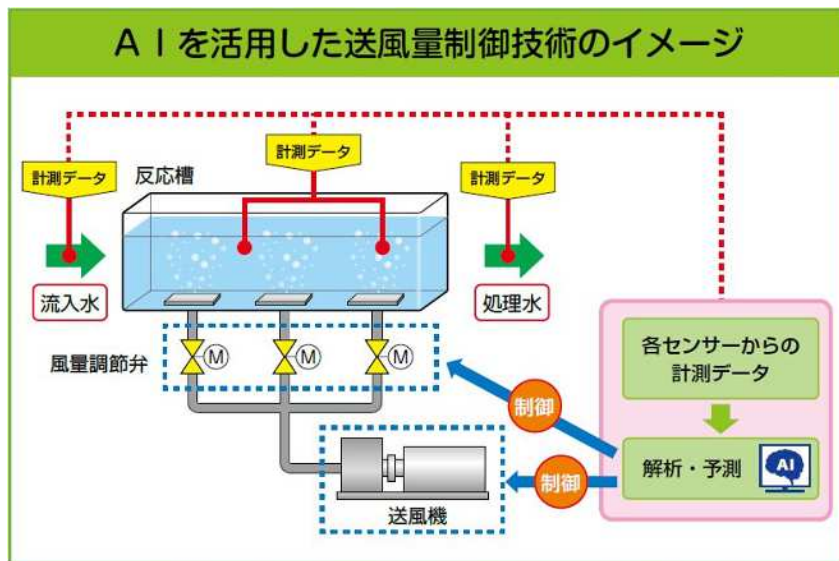 AIを活用した送風量制御技術のイメージ
計測データ
反応槽
計測データ
計測データ
流入水
処理水
風量調節弁
M
M
M
制御
制御
送風機
各センサーからの
計測データ
解析・予測
AI